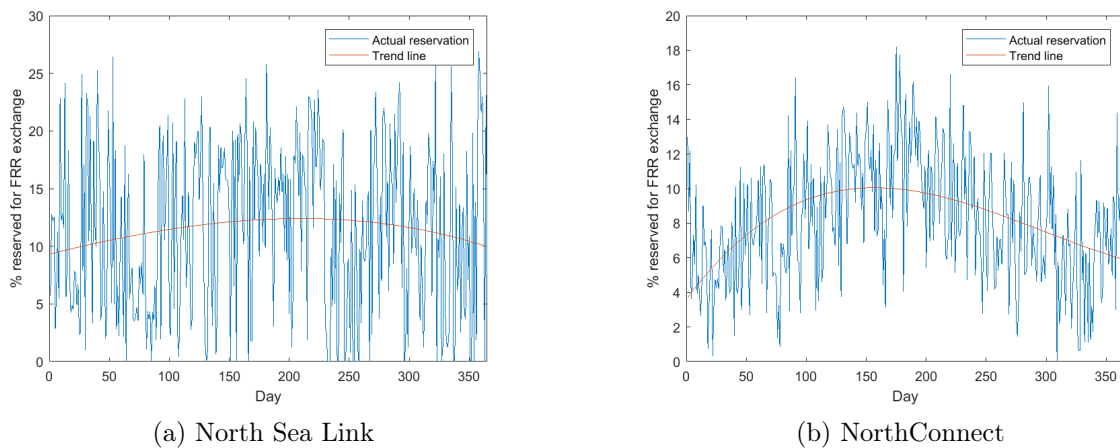 30
25
20
15
10
5
0
% reserved for FRR exchange
Actual reservation
Trend line
0 50 100 150 200 250 300 350
Day
(a) North Sea Link
20
18
16
14
12
10
8
6
4
2
0
% reserved for FRR exchange
Actual reservation
Trend line
0 50 100 150 200 250 300 350
Day
(b) NorthConnect